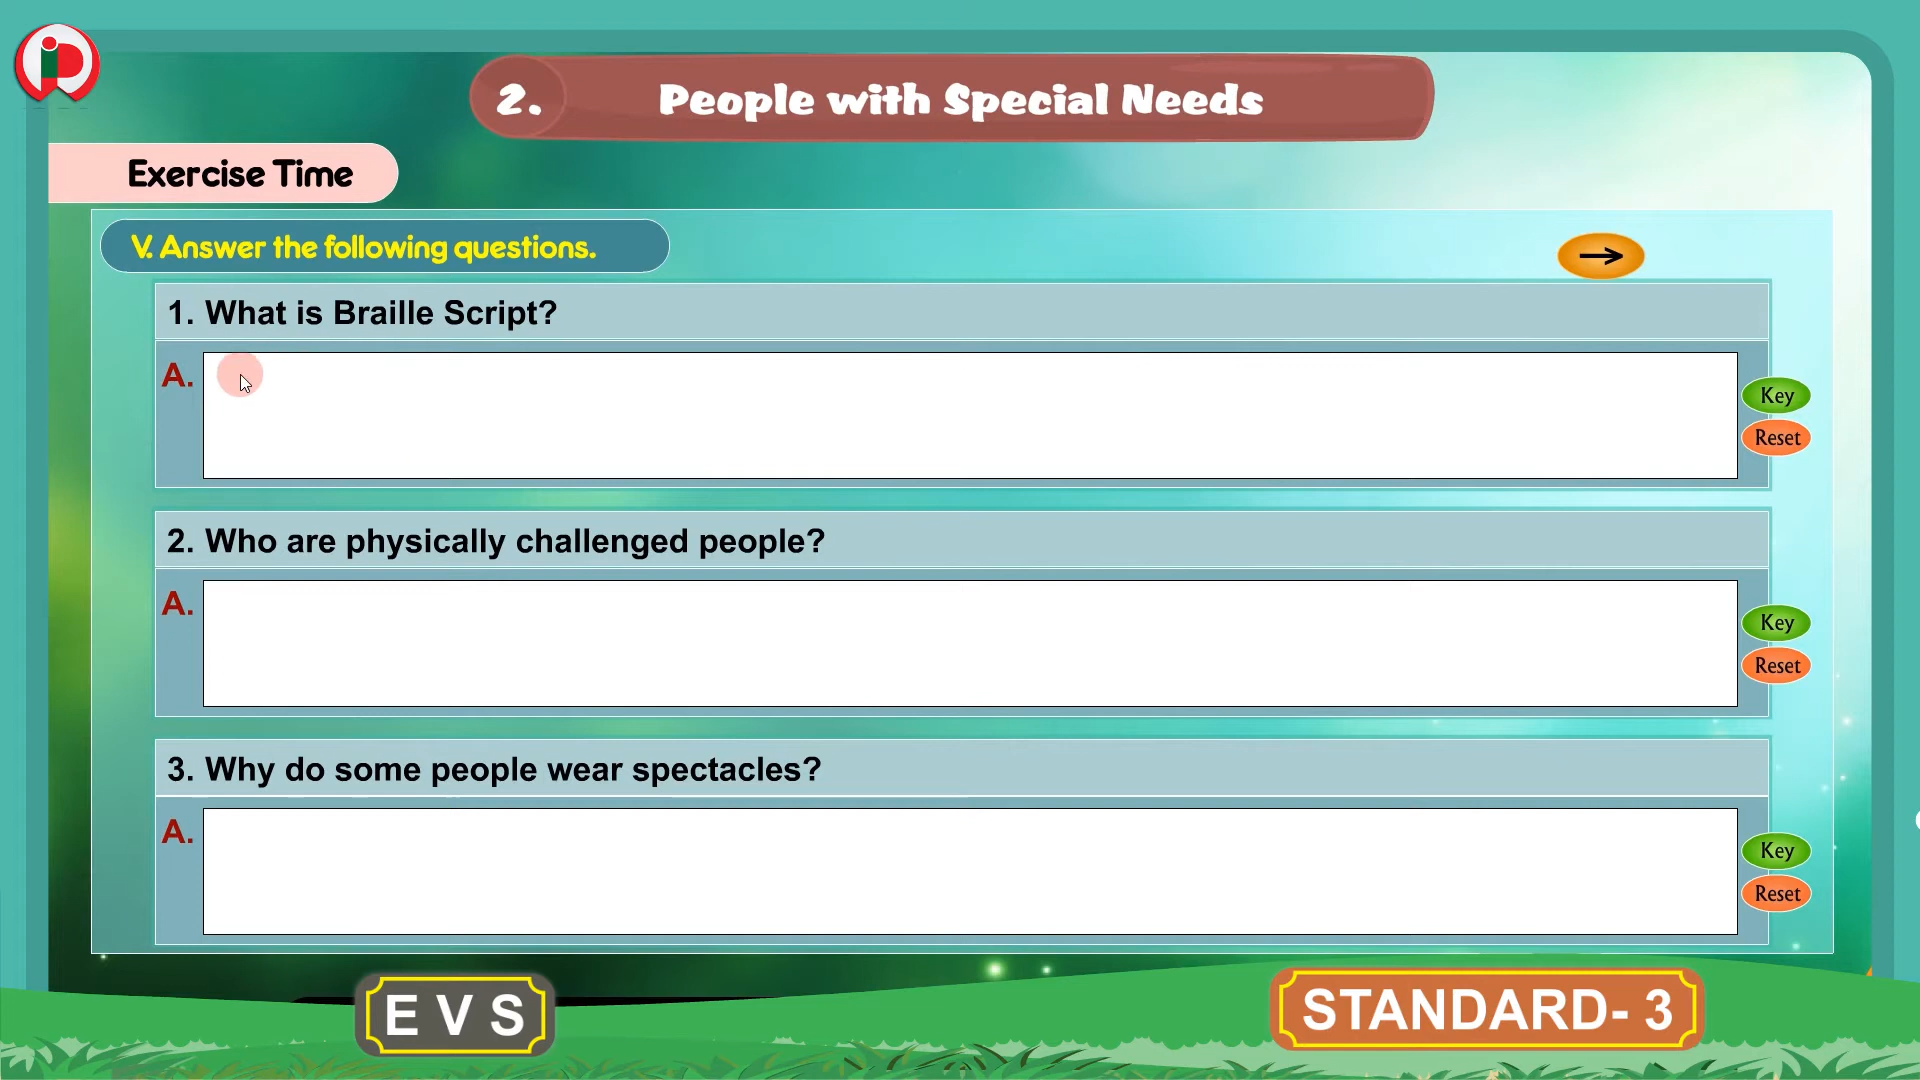 2. People with Special Needs
Exercise Time
V. Answer the following questions.
1. What is Braille Script?
A.
Key
Reset
2. Who are physically challenged people?
A.
Key
Reset
3. Why do some people wear spectacles?
A.
Key
Reset
E V S
STANDARD- 3